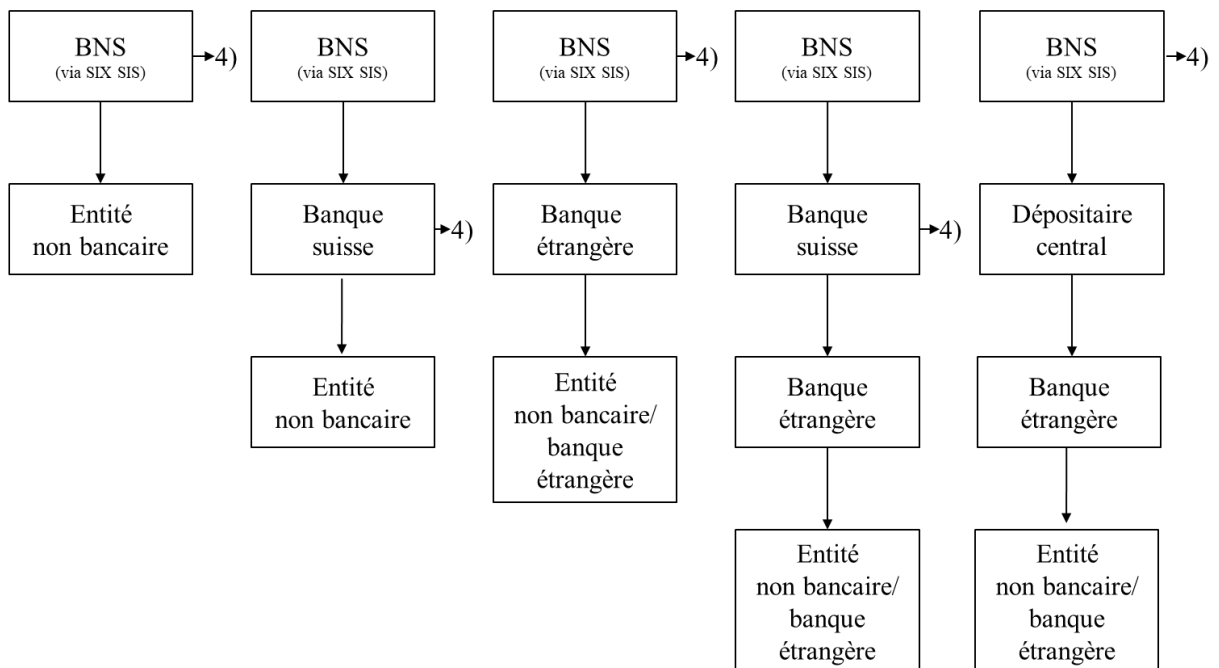 BNS
(via SIX SIS)
4)
BNS
(via SIX SIS)
BNS
(via SIX SIS)
4)
BNS
(via SIX SIS)
BNS
(via SIX SIS)
4)
Entité
non bancaire
Banque
suisse
4)
Banque
étrangère
Banque
suisse
4)
Dépositaire
central
Entité
non bancaire
Entité
non bancaire/
banque
étrangère
Banque
étrangère
Banque
étrangère
Entité
non bancaire/
banque
étrangère
Entité
non bancaire/
banque
étrangère